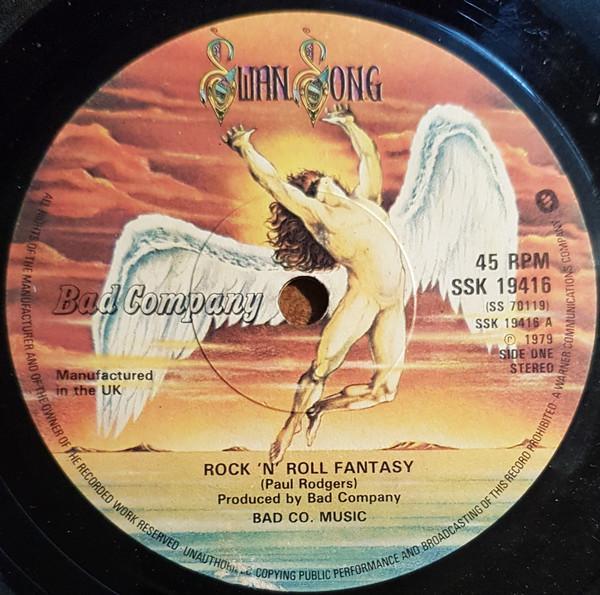 SWAN SONG
45 RPM
SSK 19416
(SS 70119)
SSK 19416 A
Ⓟ 1979
SIDE ONE
STEREO
Bad Company
Manufactured
in the UK
ROCK 'N' ROLL FANTASY
(Paul Rodgers)
Produced by Bad Company
BAD CO. MUSIC
ALL RIGHTS OF THE MANUFACTURER AND OF THE OWNER OF THE RECORDED WORK RESERVED UNAUTHORIZED COPYING PUBLIC PERFORMANCE AND BROADCASTING OF THIS RECORD PROHIBITED. A WARNER COMMUNICATIONS COMPANY